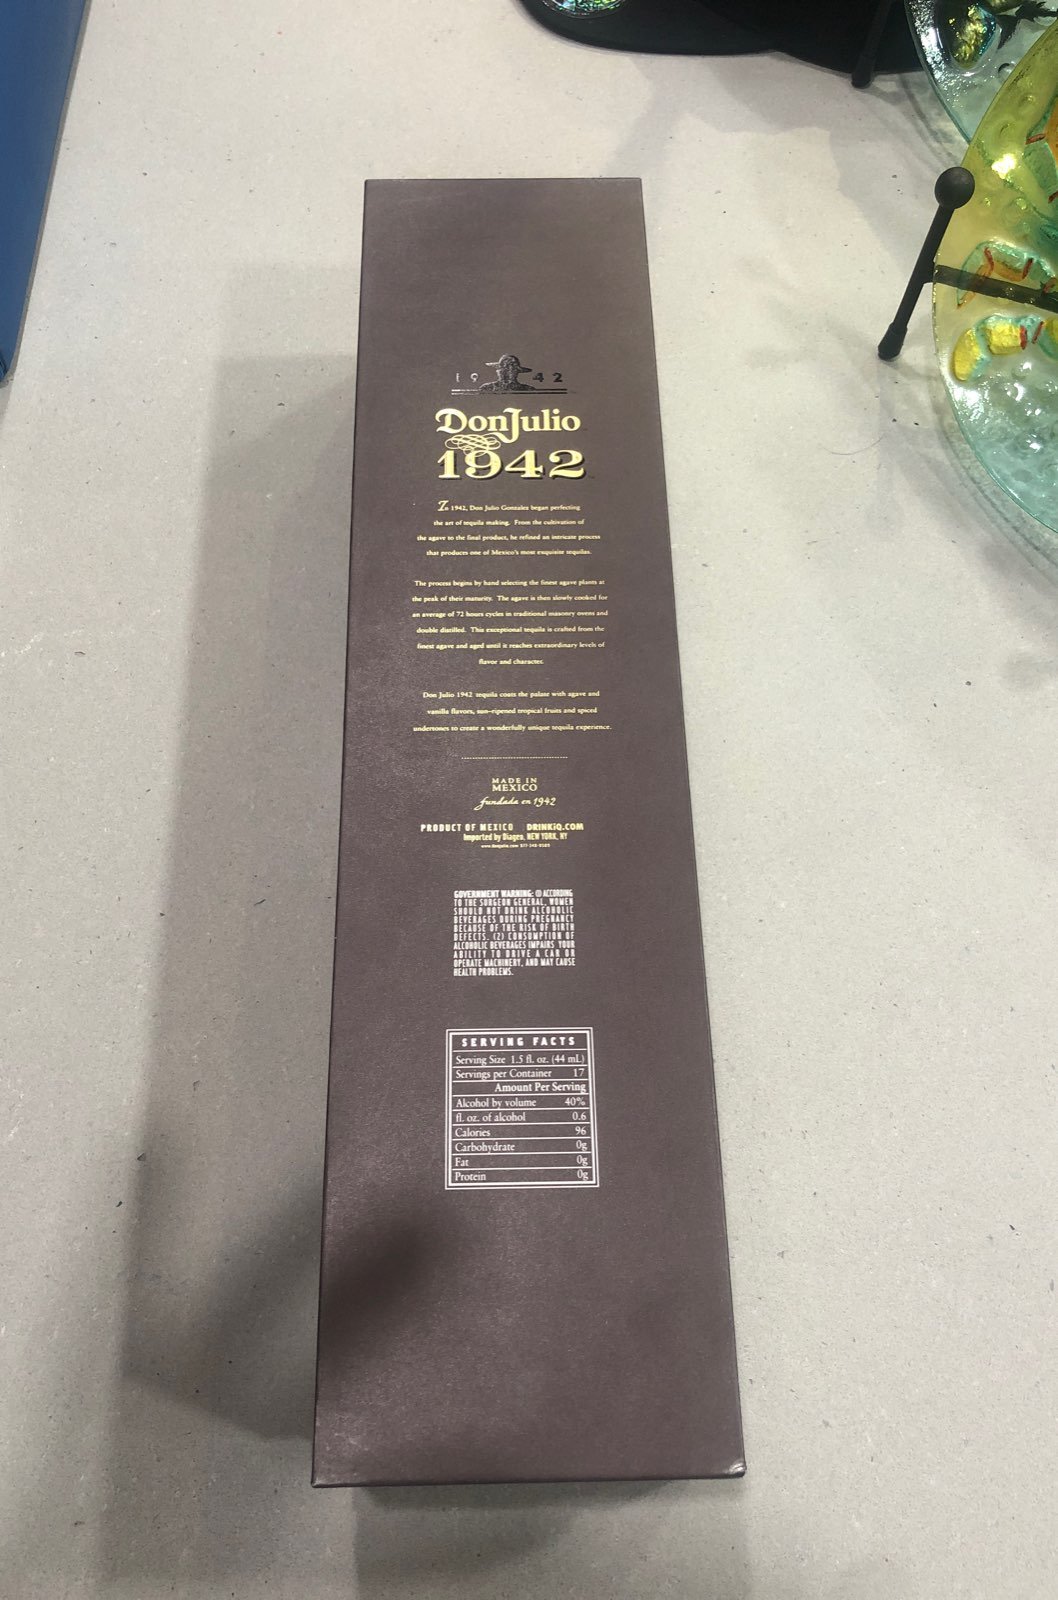 19 42
DonJulio
1942
In 1942, Don Julio Gonzalez began perfecting
the art of tequila making. From the cultivation of
the agave to the final product, he refined an intricate process
that produces one of Mexico's most exquisite tequilas.
The process begins by hand selecting the finest agave plants at
the peak of their maturity. The agave is then slowly cooked for
an average of 72 hours cycles in traditional masonry ovens and
double distilled. This exceptional tequila is crafted from the
finest agave and aged until it reaches extraordinary levels of
flavor and character.
Don Julio 1942 tequila coats the palate with agave and
vanilla flavors, sun-ripened tropical fruits and spiced
undertones to create a wonderfully unique tequila experience.
MADE IN
MEXICO
fundada en 1942
PRODUCT OF MEXICO DRINKiQ.COM
Imported by Diageo, NEW YORK, NY
www.donjulio.com
GOVERNMENT WARNING: (1) ACCORDING
TO THE SURGEON GENERAL, WOMEN
SHOULD NOT DRINK ALCOHOLIC
BEVERAGES DURING PREGNANCY
BECAUSE OF THE RISK OF BIRTH
DEFECTS. (2) CONSUMPTION OF
ALCOHOLIC BEVERAGES IMPAIRS YOUR
ABILITY TO DRIVE A CAR OR
OPERATE MACHINERY, AND MAY CAUSE
HEALTH PROBLEMS.
SERVING FACTS
Serving Size 1.5 fl. oz. (44 mL)
Servings per Container 17
Amount Per Serving
Alcohol by volume 40%
fl. oz. of alcohol 0.6
Calories 96
Carbohydrate 0g
Fat 0g
Protein 0g